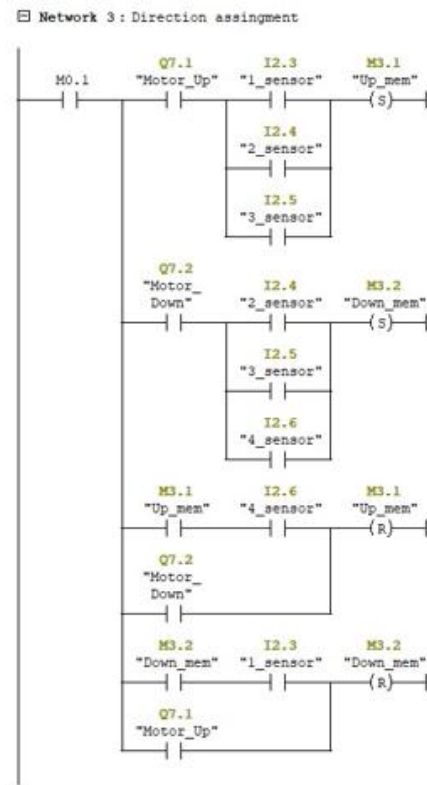 Network 3 : Direction assingment
Q7.1 I2.3 M3.1
M0.1 "Motor_Up" "1_sensor" "Up_mem"
(S)
I2.4
"2_sensor"
I2.5
"3_sensor"
Q7.2
"Motor_ I2.4 M3.2
Down" "2_sensor" "Down_mem"
(S)
I2.5
"3_sensor"
I2.6
"4_sensor"
M3.1 I2.6 M3.1
"Up_mem" "4_sensor" "Up_mem"
(R)
Q7.2
"Motor_
Down"
M3.2 I2.3 M3.2
"Down_mem" "1_sensor" "Down_mem"
(R)
Q7.1
"Motor_Up"